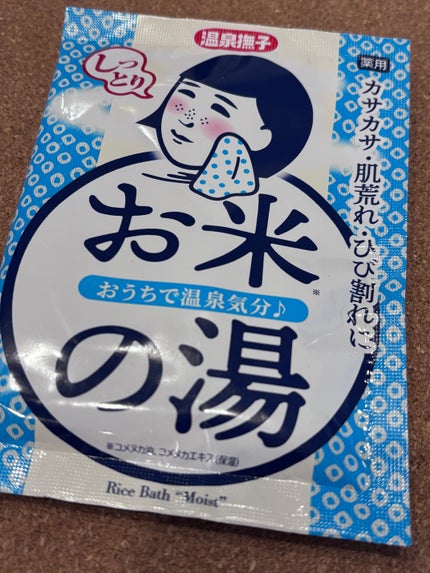 温泉撫子
しっとり
薬用
カサカサ・肌荒れ・ひび割れに
お米※
おうちで温泉気分♪
の湯
※コメヌカ油、コメヌカエキス(保湿)
Rice Bath "Moist"